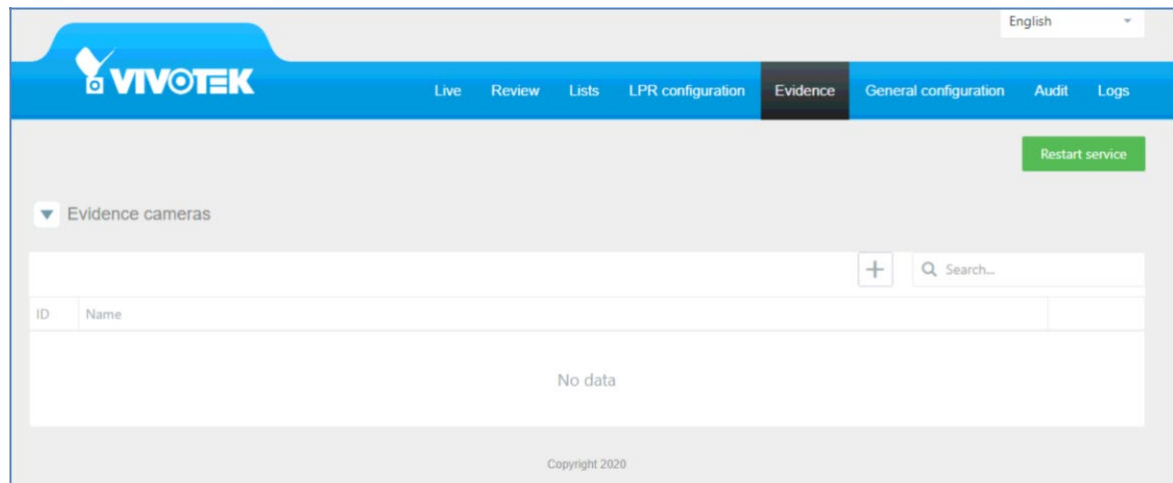 English
VIVOTEK
Live Review Lists LPR configuration Evidence General configuration Audit Logs
Restart service
Evidence cameras
Search...
ID Name
No data
Copyright 2020